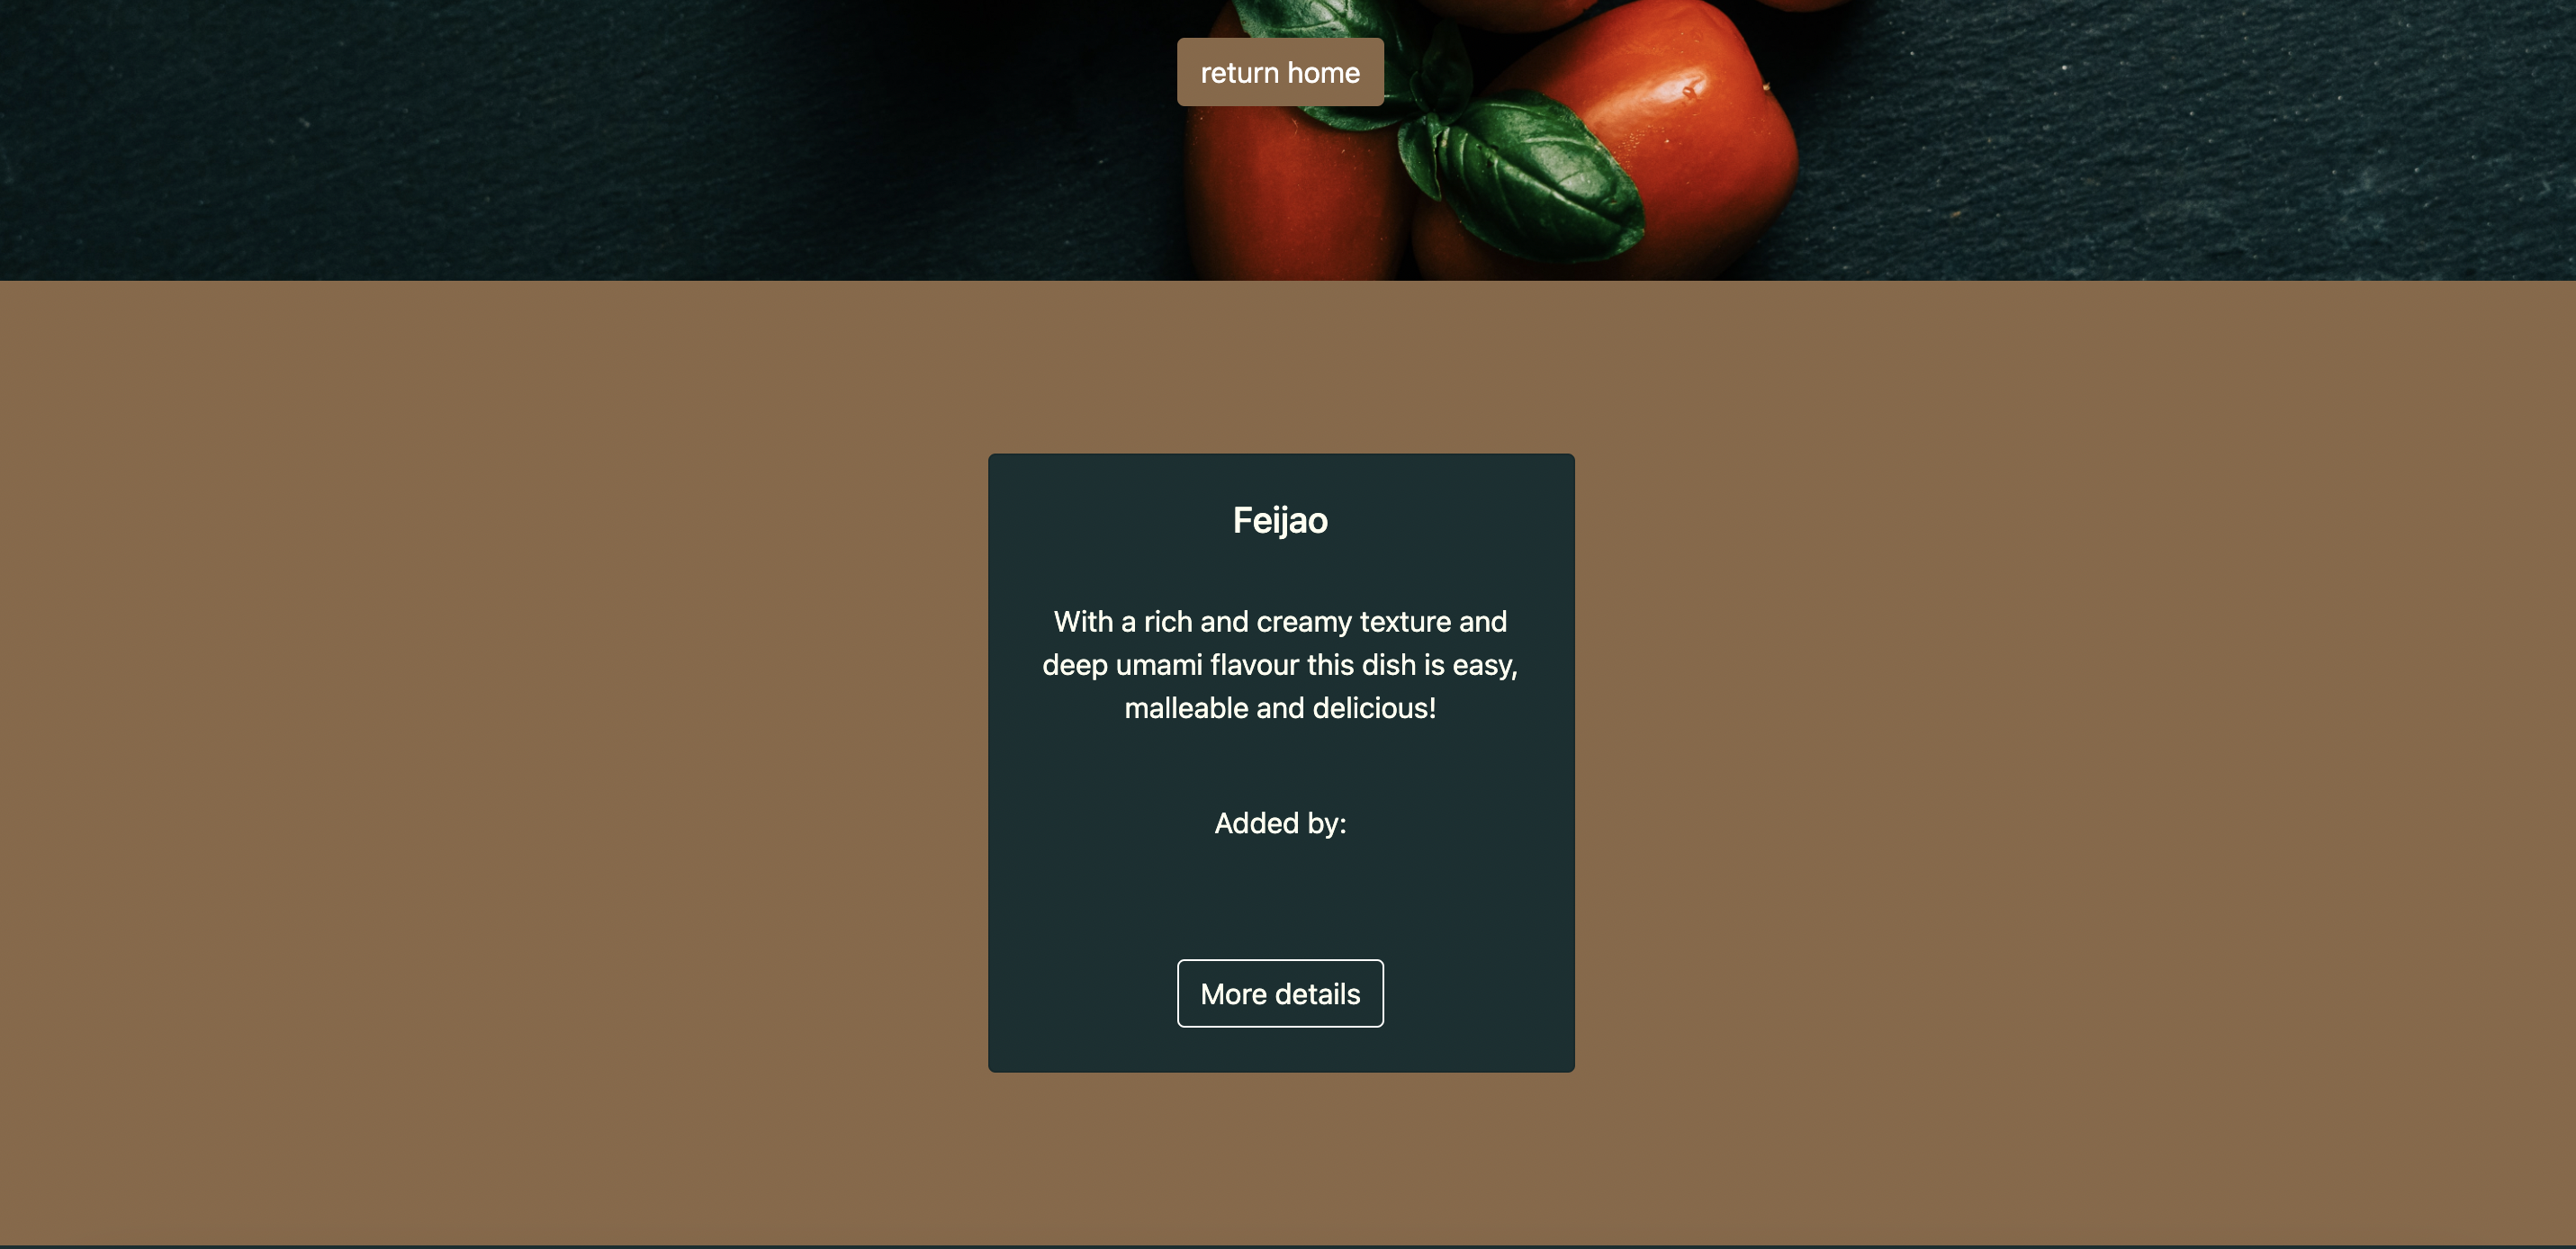 return home
Feijao
With a rich and creamy texture and
deep umami flavour this dish is easy,
malleable and delicious!
Added by:
More details